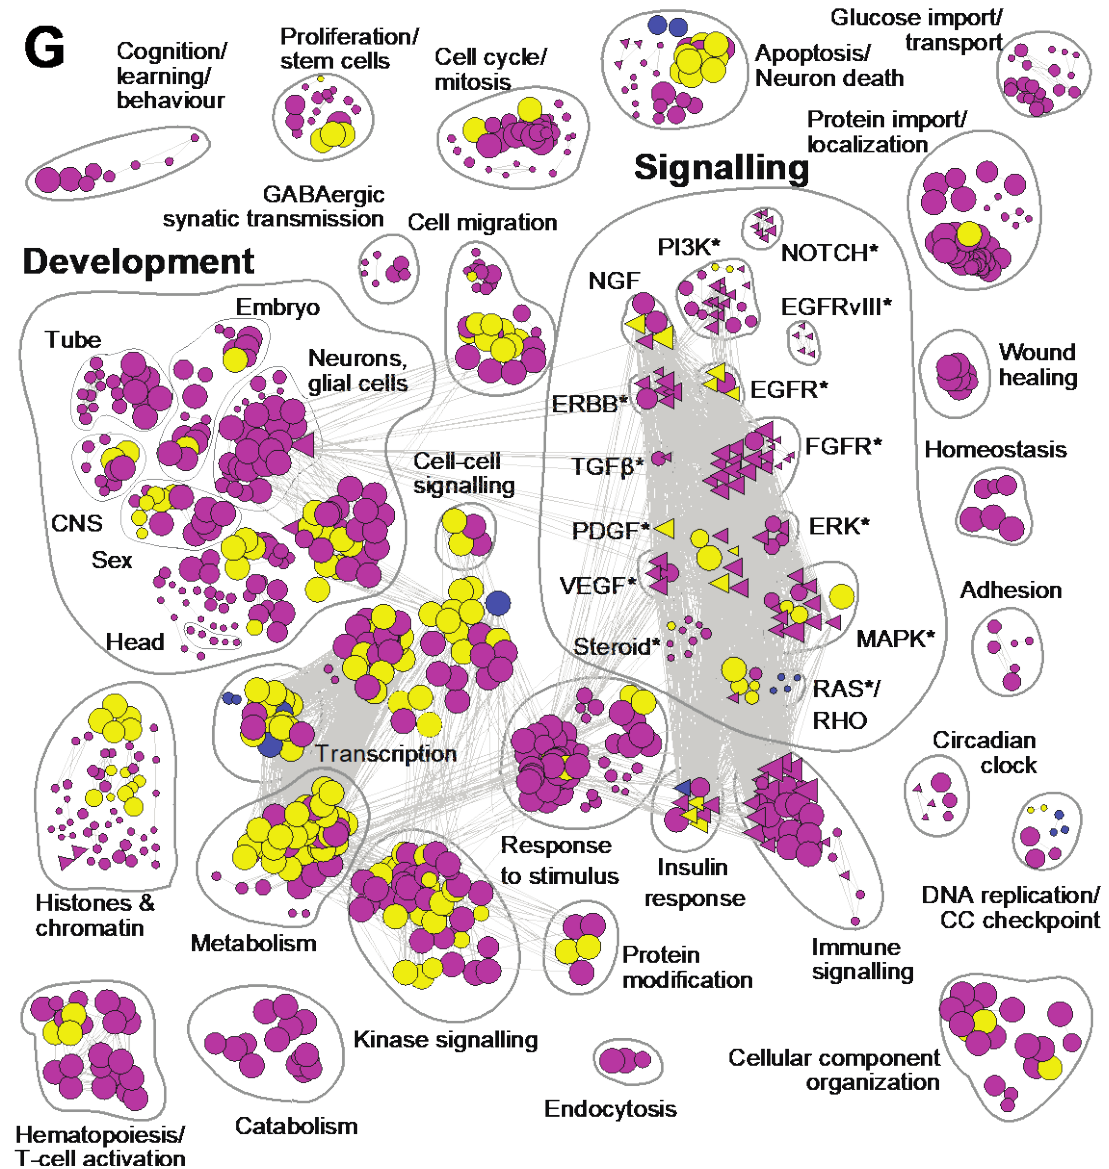 G
Cognition/
learning/
behaviour
Proliferation/
stem cells
Cell cycle/
mitosis
Apoptosis/
Neuron death
Glucose import/
transport
Protein import/
localization
Signalling
GABAergic
synatic transmission
Cell migration
Development
Embryo
Tube
Neurons,
glial cells
CNS
Sex
Head
Cell-cell
signalling
NGF
PI3K*
NOTCH*
EGFRvIII*
ERBB*
EGFR*
TGFβ*
FGFR*
PDGF*
ERK*
VEGF*
Steroid*
MAPK*
RAS*/
RHO
Wound
healing
Homeostasis
Adhesion
Circadian
clock
DNA replication/
CC checkpoint
Transcription
Histones &
chromatin
Metabolism
Response
to stimulus
Insulin
response
Immune
signalling
Protein
modification
Kinase signalling
Cellular component
organization
Endocytosis
Catabolism
Hematopoiesis/
T-cell activation